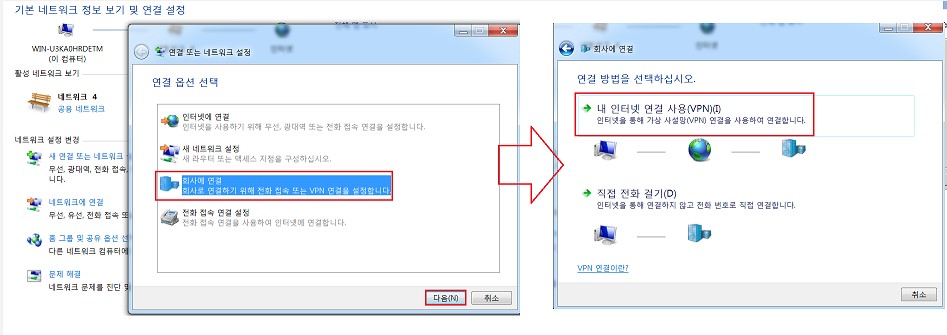 기본 네트워크 정보 보기 및 연결 설정
WIN-U3KA0HRDETM
(이 컴퓨터)
활성 네트워크 보기
네트워크 4
공용 네트워크
네트워크 설정 변경
새 연결 또는 네트워크
무선, 광대역, 전화 접속,
니다.
네트워크에 연결
무선, 유선, 전화 접속
홈 그룹 및 공유 옵션 선
다른 네트워크 컴퓨터에
문제 해결
네트워크 문제를 진단 및
연결 또는 네트워크 설정
연결 옵션 선택
인터넷에 연결
인터넷을 사용하기 위해 무선, 광대역 또는 전화 접속 연결을 설정합니다.
새 네트워크 설정
새 라우터 또는 액세스 지점을 구성하십시오.
회사에 연결
회사로 연결하기 위해 전화 접속 또는 VPN 연결을 설정합니다.
전화 접속 연결 설정
전화 접속 연결을 사용하여 인터넷에 연결합니다.
다음(N)
취소
회사에 연결
연결 방법을 선택하십시오.
내 인터넷 연결 사용(VPN)(I)
인터넷을 통해 가상 사설망(VPN) 연결을 사용하여 연결합니다.
직접 전화 걸기(D)
인터넷을 통해 연결하지 않고 전화 번호로 직접 연결합니다.
VPN 연결이란?
취소